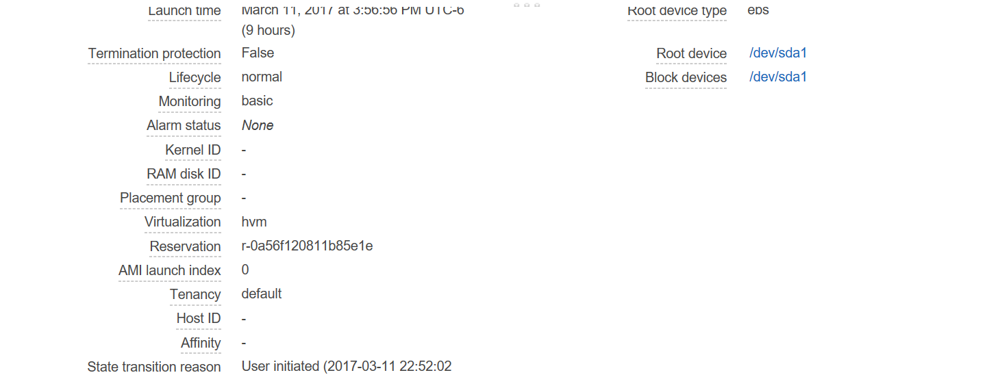 Launch time March 11, 2017 at 3:56:56 PM UTC-6 Root device type ebs
(9 hours)
Termination protection False Root device /dev/sda1
Lifecycle normal Block devices /dev/sda1
Monitoring basic
Alarm status None
Kernel ID -
RAM disk ID -
Placement group -
Virtualization hvm
Reservation r-0a56f120811b85e1e
AMI launch index 0
Tenancy default
Host ID -
Affinity -
State transition reason User initiated (2017-03-11 22:52:02